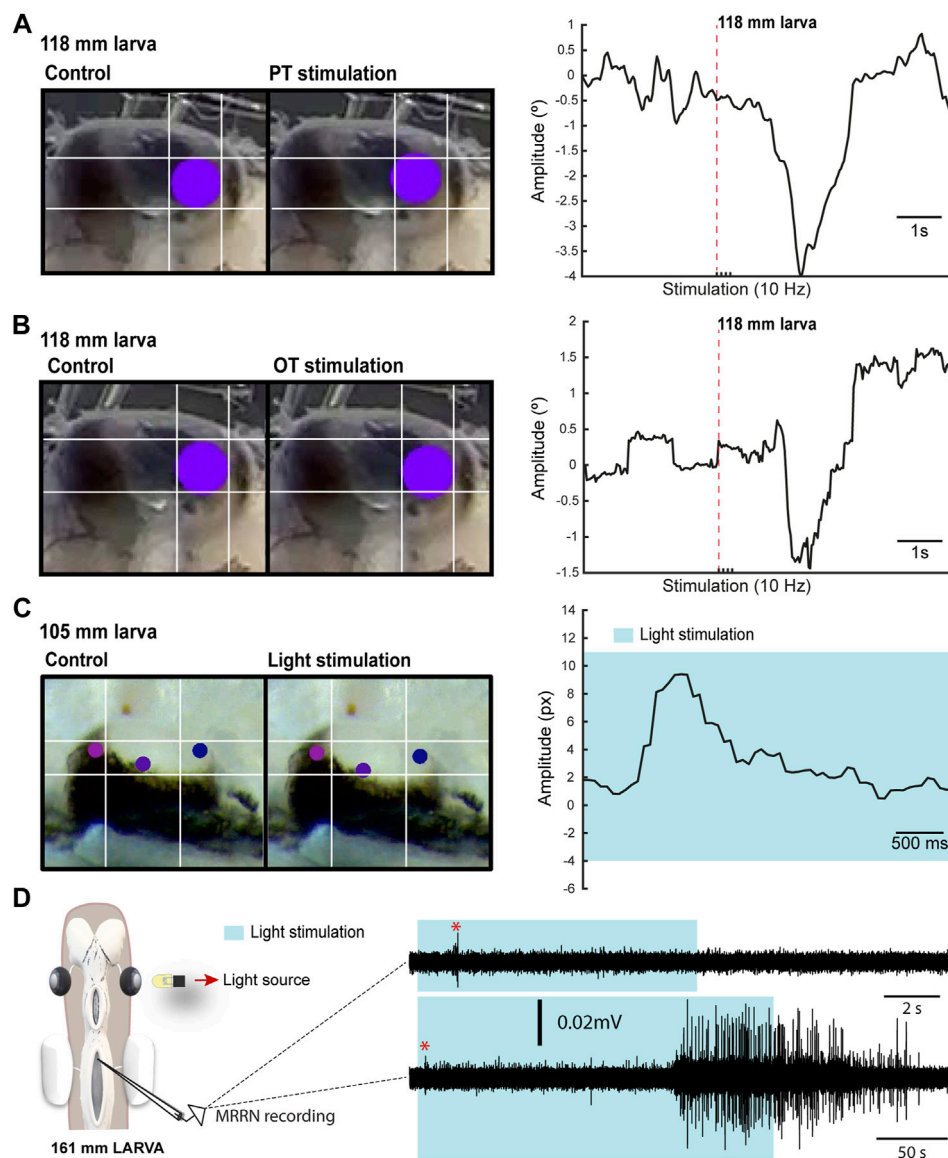 A
118 mm larva
Control PT stimulation
118 mm larva
Amplitude (º)
1
0.5
0
-0.5
-1
-1.5
-2
-2.5
-3
-3.5
-4
1s
Stimulation (10 Hz)
B
118 mm larva
Control OT stimulation
118 mm larva
Amplitude (º)
2
1.5
1
0.5
0
-0.5
-1
-1.5
1s
Stimulation (10 Hz)
C
105 mm larva
Control Light stimulation
Light stimulation
Amplitude (px)
14
12
10
8
6
4
2
0
-2
-4
-6
500 ms
D
Light stimulation
Light source
MRRN recording
161 mm LARVA
*
2 s
0.02mV
*
50 s